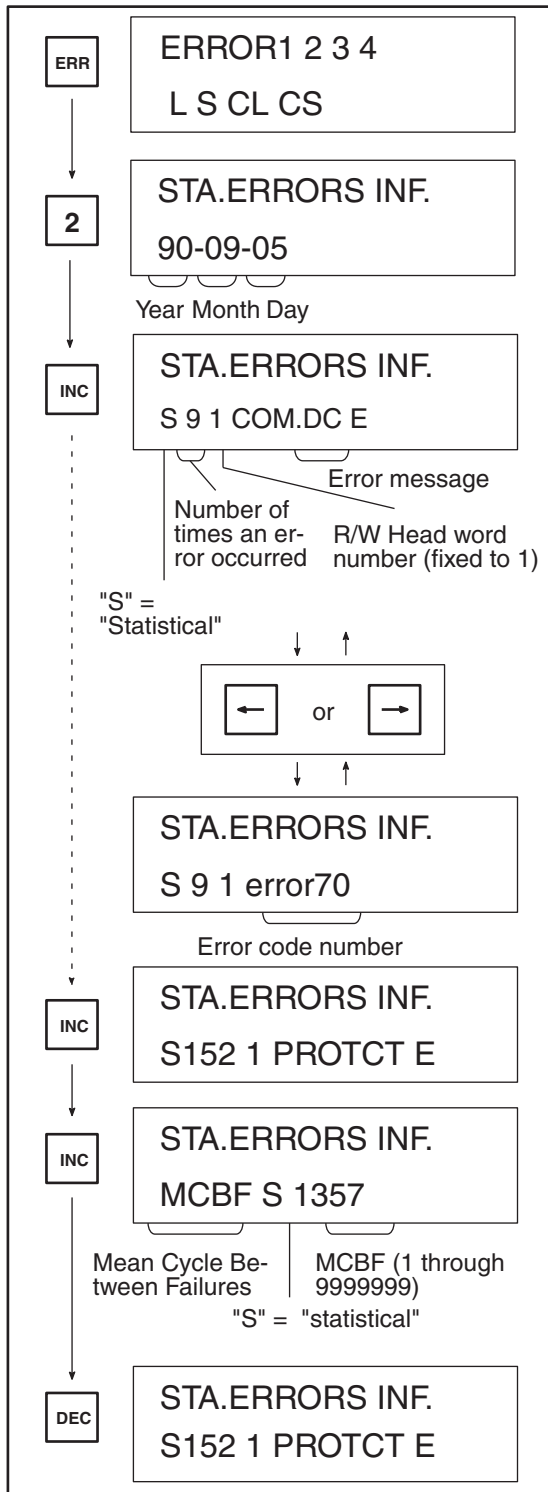 ERR
ERROR1 2 3 4
L S CL CS
2
STA.ERRORS INF.
90-09-05
Year Month Day
INC
STA.ERRORS INF.
S 9 1 COM.DC E
Error message
Number of
times an er-
ror occurred
R/W Head word
number (fixed to 1)
"S" =
"Statistical"
← or →
STA.ERRORS INF.
S 9 1 error70
Error code number
INC
STA.ERRORS INF.
S152 1 PROTCT E
INC
STA.ERRORS INF.
MCBF S 1357
Mean Cycle Be-
tween Failures
MCBF (1 through
9999999)
"S" = "statistical"
DEC
STA.ERRORS INF.
S152 1 PROTCT E